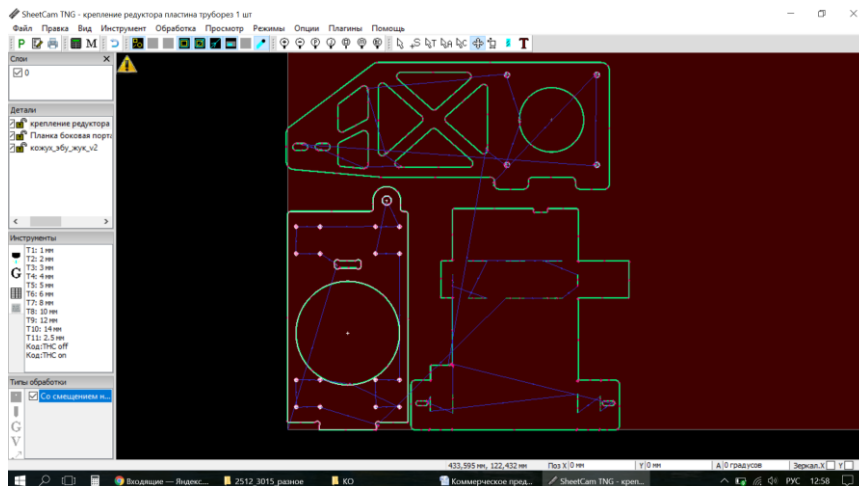 SheetCam TNG - крепление редуктора пластина труборез 1 шт
Файл Правка Вид Инструмент Обработка Просмотр Режимы Опции Плагины Помощь
Слои X
0
Детали
крепление редуктора
Планка боковая порта
кожух_эбу_жук_v2
Инструменты
T1: 1 мм
T2: 2 мм
T3: 3 мм
T4: 4 мм
T5: 5 мм
T6: 6 мм
T7: 8 мм
T8: 10 мм
T9: 12 мм
T10: 14 мм
T11: 2.5 мм
Код:THC off
Код:THC on
Типы обработки
Со смещением н...
433,595 мм, 122,432 мм Поз X 0 мм Y 0 мм A 0 градусов Зеркал.X Y
Входящие — Яндекс... 2512_3015_разное КО Коммерческое пред... SheetCam TNG - креп... РУС 12:58